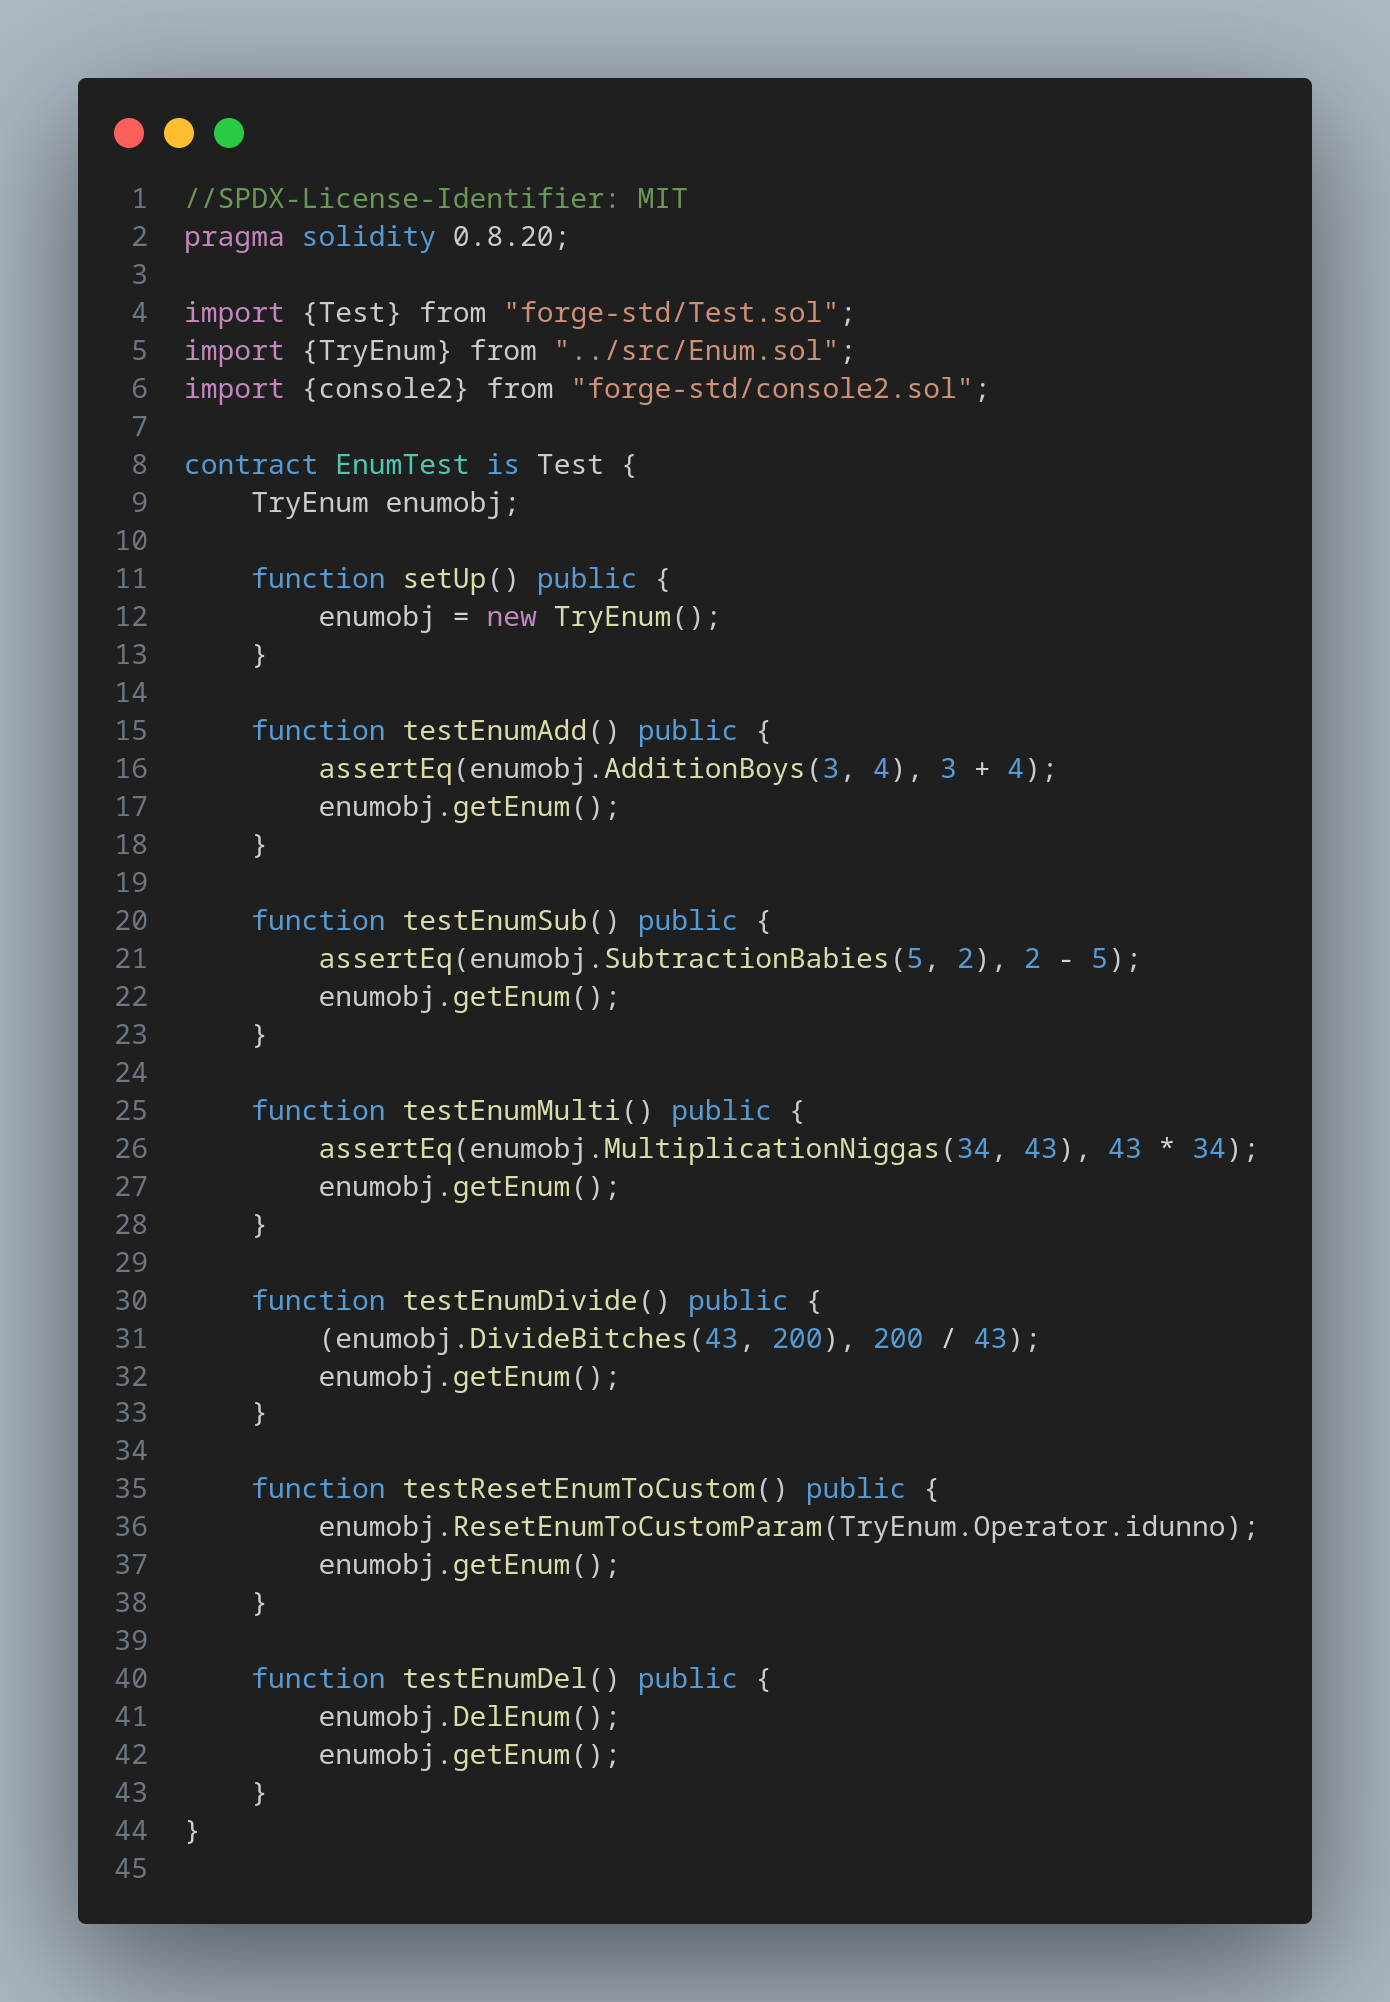 1 //SPDX-License-Identifier: MIT
2 pragma solidity 0.8.20;
3
4 import {Test} from "forge-std/Test.sol";
5 import {TryEnum} from "../src/Enum.sol";
6 import {console2} from "forge-std/console2.sol";
7
8 contract EnumTest is Test {
9     TryEnum enumobj;
10
11     function setUp() public {
12         enumobj = new TryEnum();
13     }
14
15     function testEnumAdd() public {
16         assertEq(enumobj.AdditionBoys(3, 4), 3 + 4);
17         enumobj.getEnum();
18     }
19
20     function testEnumSub() public {
21         assertEq(enumobj.SubtractionBabies(5, 2), 2 - 5);
22         enumobj.getEnum();
23     }
24
25     function testEnumMulti() public {
26         assertEq(enumobj.MultiplicationNiggas(34, 43), 43 * 34);
27         enumobj.getEnum();
28     }
29
30     function testEnumDivide() public {
31         (enumobj.DivideBitches(43, 200), 200 / 43);
32         enumobj.getEnum();
33     }
34
35     function testResetEnumToCustom() public {
36         enumobj.ResetEnumToCustomParam(TryEnum.Operator.idunno);
37         enumobj.getEnum();
38     }
39
40     function testEnumDel() public {
41         enumobj.DelEnum();
42         enumobj.getEnum();
43     }
44 }
45